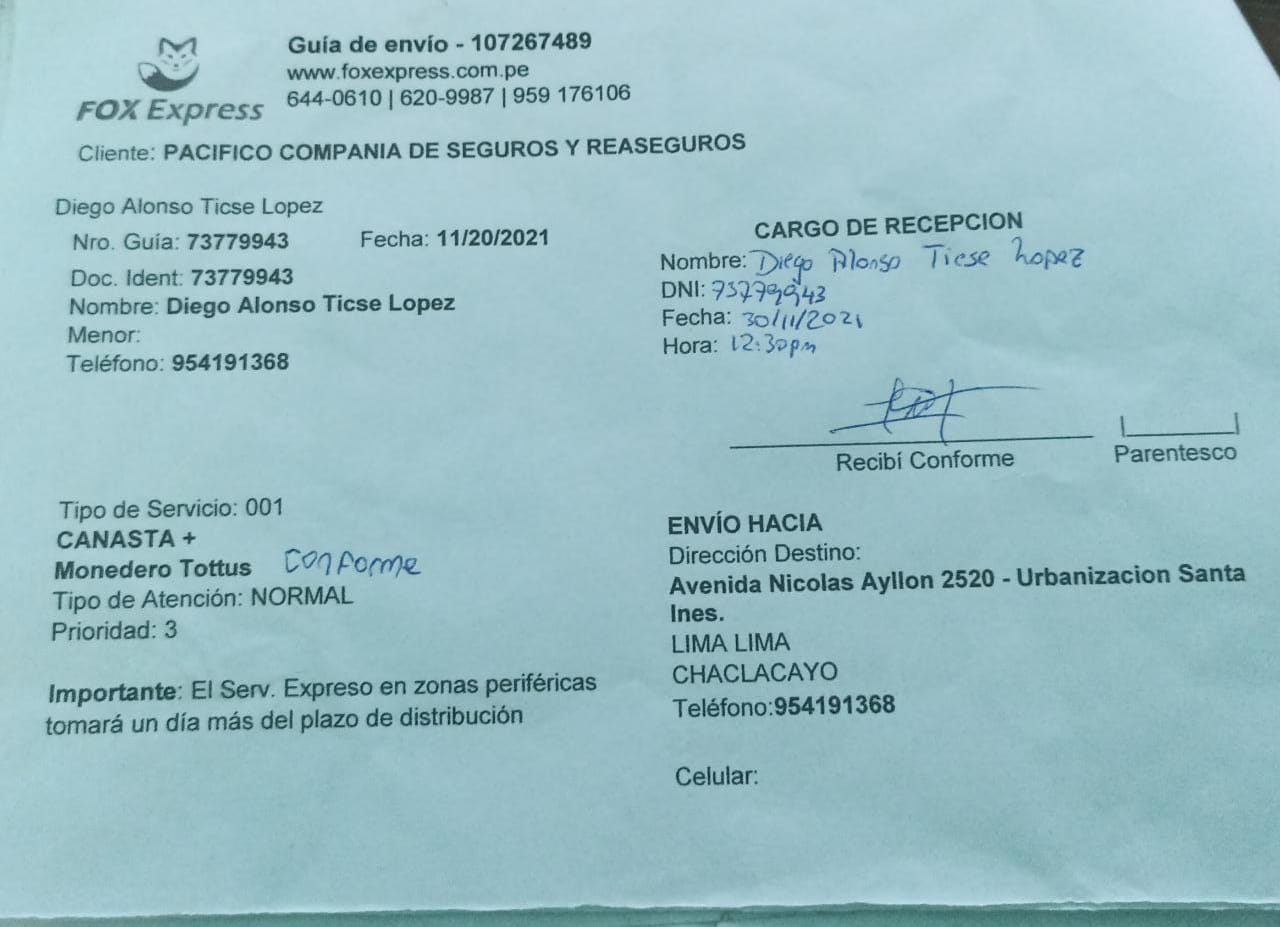 FOX Express
Guía de envío - 107267489
www.foxexpress.com.pe
644-0610 | 620-9987 | 959 176106
Cliente: PACIFICO COMPANIA DE SEGUROS Y REASEGUROS
Diego Alonso Ticse Lopez
Nro. Guía: 73779943 Fecha: 11/20/2021
Doc. Ident: 73779943
Nombre: Diego Alonso Ticse Lopez
Menor:
Teléfono: 954191368
CARGO DE RECEPCION
Nombre: Diego Alonso Ticse Lopez
DNI: 73779943
Fecha: 30/11/2021
Hora: 12:30pm
Recibí Conforme
Parentesco
Tipo de Servicio: 001
CANASTA +
Monedero Tottus Conforme
Tipo de Atención: NORMAL
Prioridad: 3
Importante: El Serv. Expreso en zonas periféricas
tomará un día más del plazo de distribución
ENVÍO HACIA
Dirección Destino:
Avenida Nicolas Ayllon 2520 - Urbanizacion Santa
Ines.
LIMA LIMA
CHACLACAYO
Teléfono:954191368
Celular: